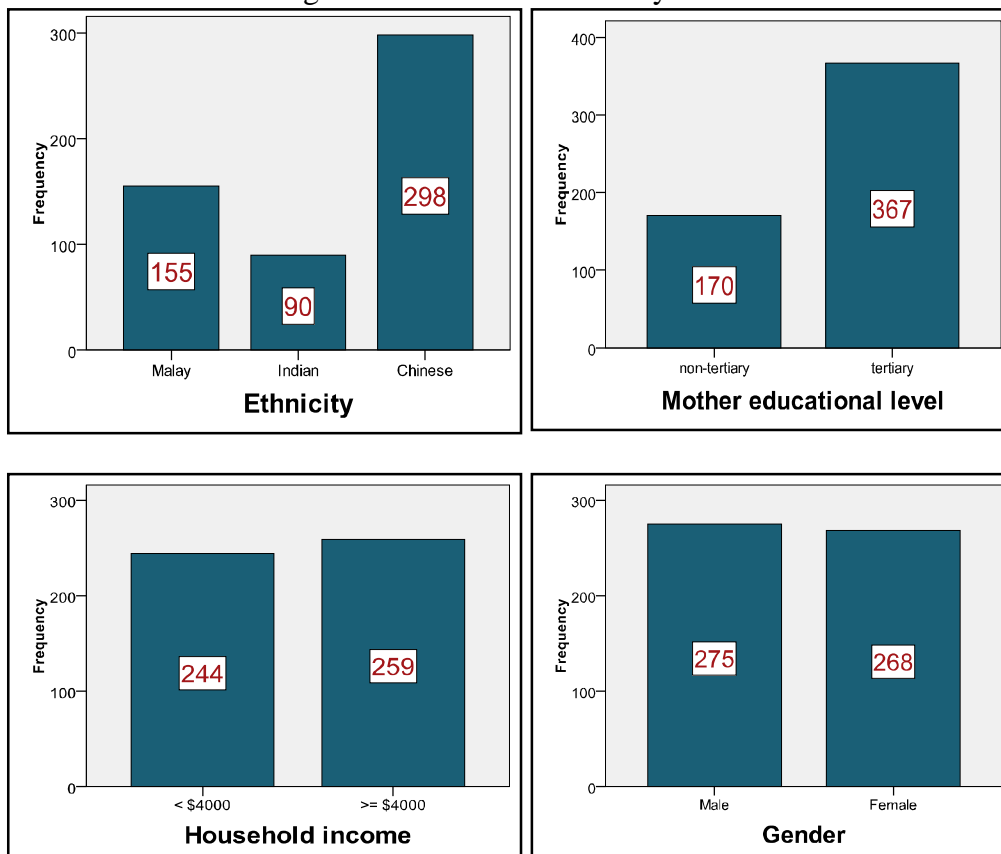 300
200
100
0
Frequency
155
90
298
Malay Indian Chinese
Ethnicity
400
300
200
100
0
Frequency
170
367
non-tertiary tertiary
Mother educational level
300
200
100
0
Frequency
244
259
< $4000 >= $4000
Household income
300
200
100
0
Frequency
275
268
Male Female
Gender